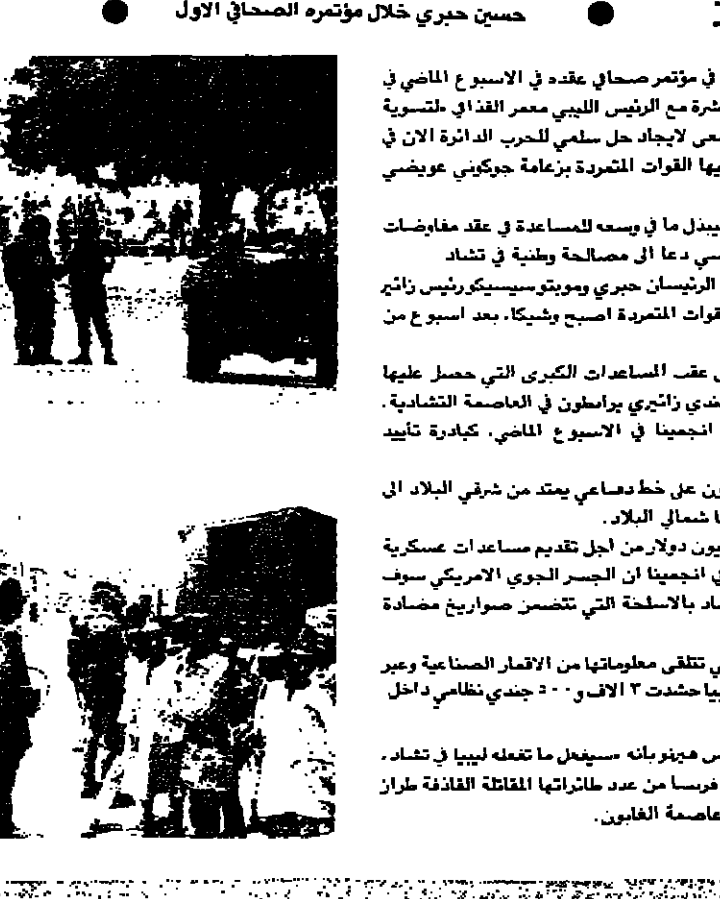 حسين حبري خلال مؤتمره الصحافي الاول
في مؤتمر صحافي عقده في الاسبوع الماضي في
شرة مع الرئيس الليبي معمر القذافي «لتسوية
معى لايجاد حل سلمي للحرب الدائرة الان في
يها القوات المتمردة بزعامة جوكوني عويضي
يبذل ما في وسعه للمساعدة في عقد مفاوضات
سي دعا الى مصالحة وطنية في تشاد
الرئيسان حبري وموبتو سيسيكو رئيس زائير
قوات المتمردة اصبح وشيكا، بعد اسبوع من
عقب المساعدات الكبرى التي حصل عليها
ندي زائيري يرابطون في العاصمة التشادية.
انجمينا في الاسبوع الماضي، كبادرة تأييد
ون على خط دفاعي يمتد من شرقي البلاد الى
ا شمالي البلاد.
يون دولار من اجل تقديم مساعدات عسكرية
ي انجمينا ان الجسر الجوي الامريكي سوف
اد بالاسلحة التي تتضمن صواريخ مضادة
ي تتلقى معلوماتها من الاقمار الصناعية وعبر
بيا حشدت ٣ الاف و٥٠٠ جندي نظامي داخل
س هيرنو بانه «سيفعل ما تفعله ليبيا في تشاد.
فرنسا من عدد طائراتها المقاتلة القاذفة طراز
عاصمة الغابون.